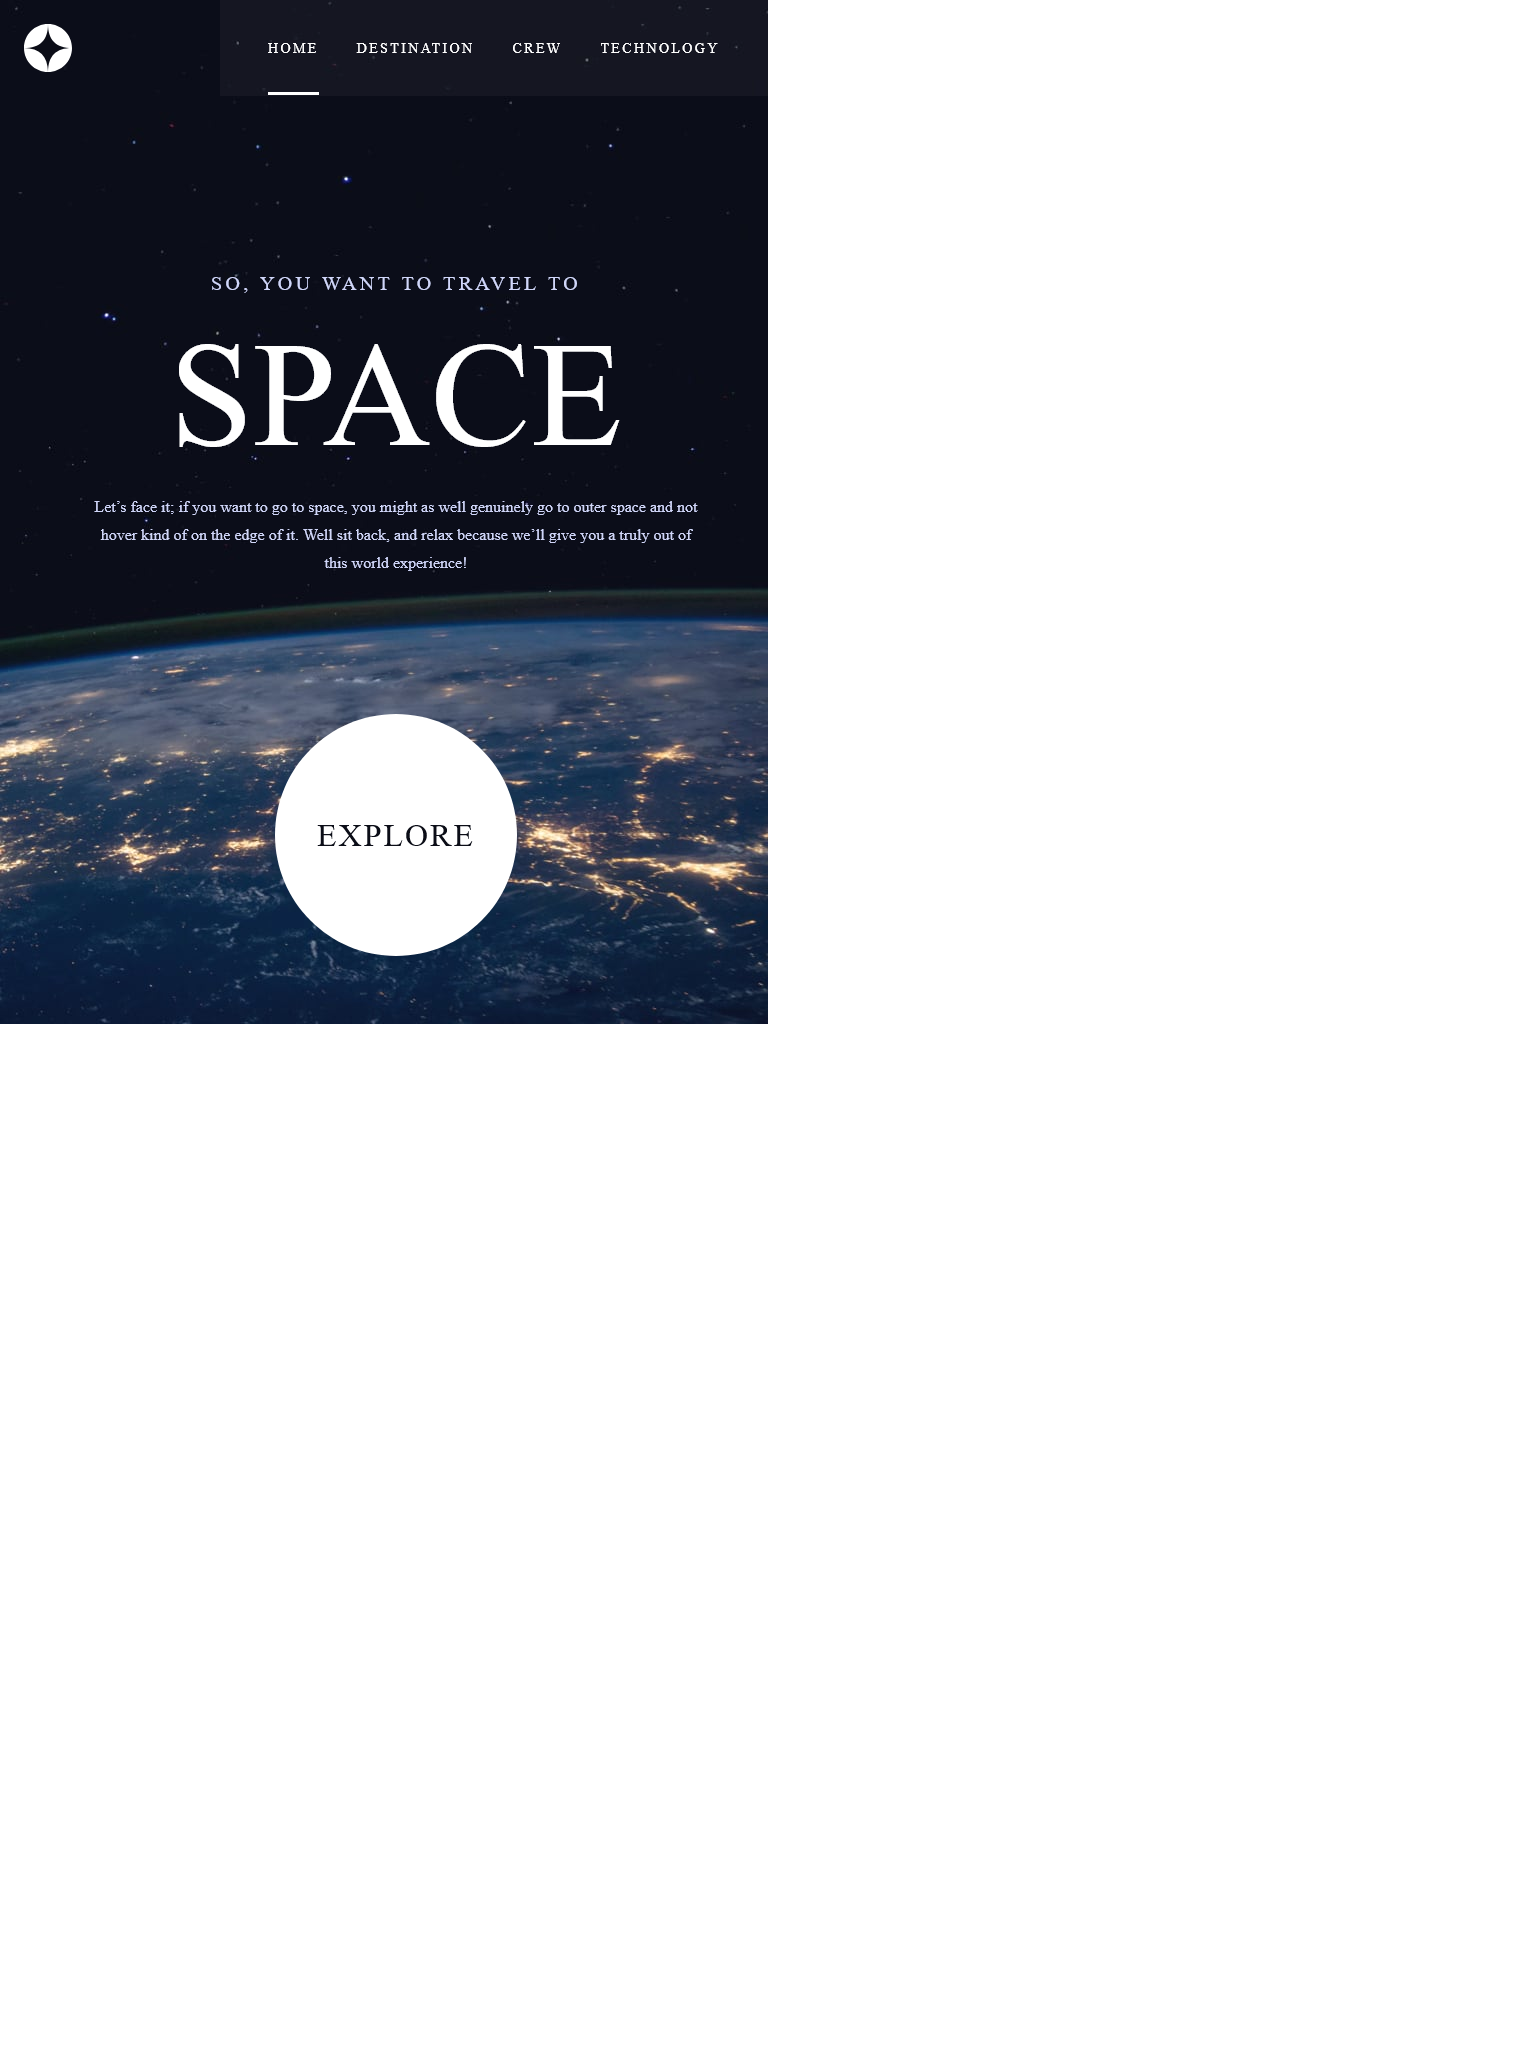 HOME DESTINATION CREW TECHNOLOGY
SO, YOU WANT TO TRAVEL TO
SPACE
Let’s face it; if you want to go to space, you might as well genuinely go to outer space and not
hover kind of on the edge of it. Well sit back, and relax because we’ll give you a truly out of
this world experience!
EXPLORE